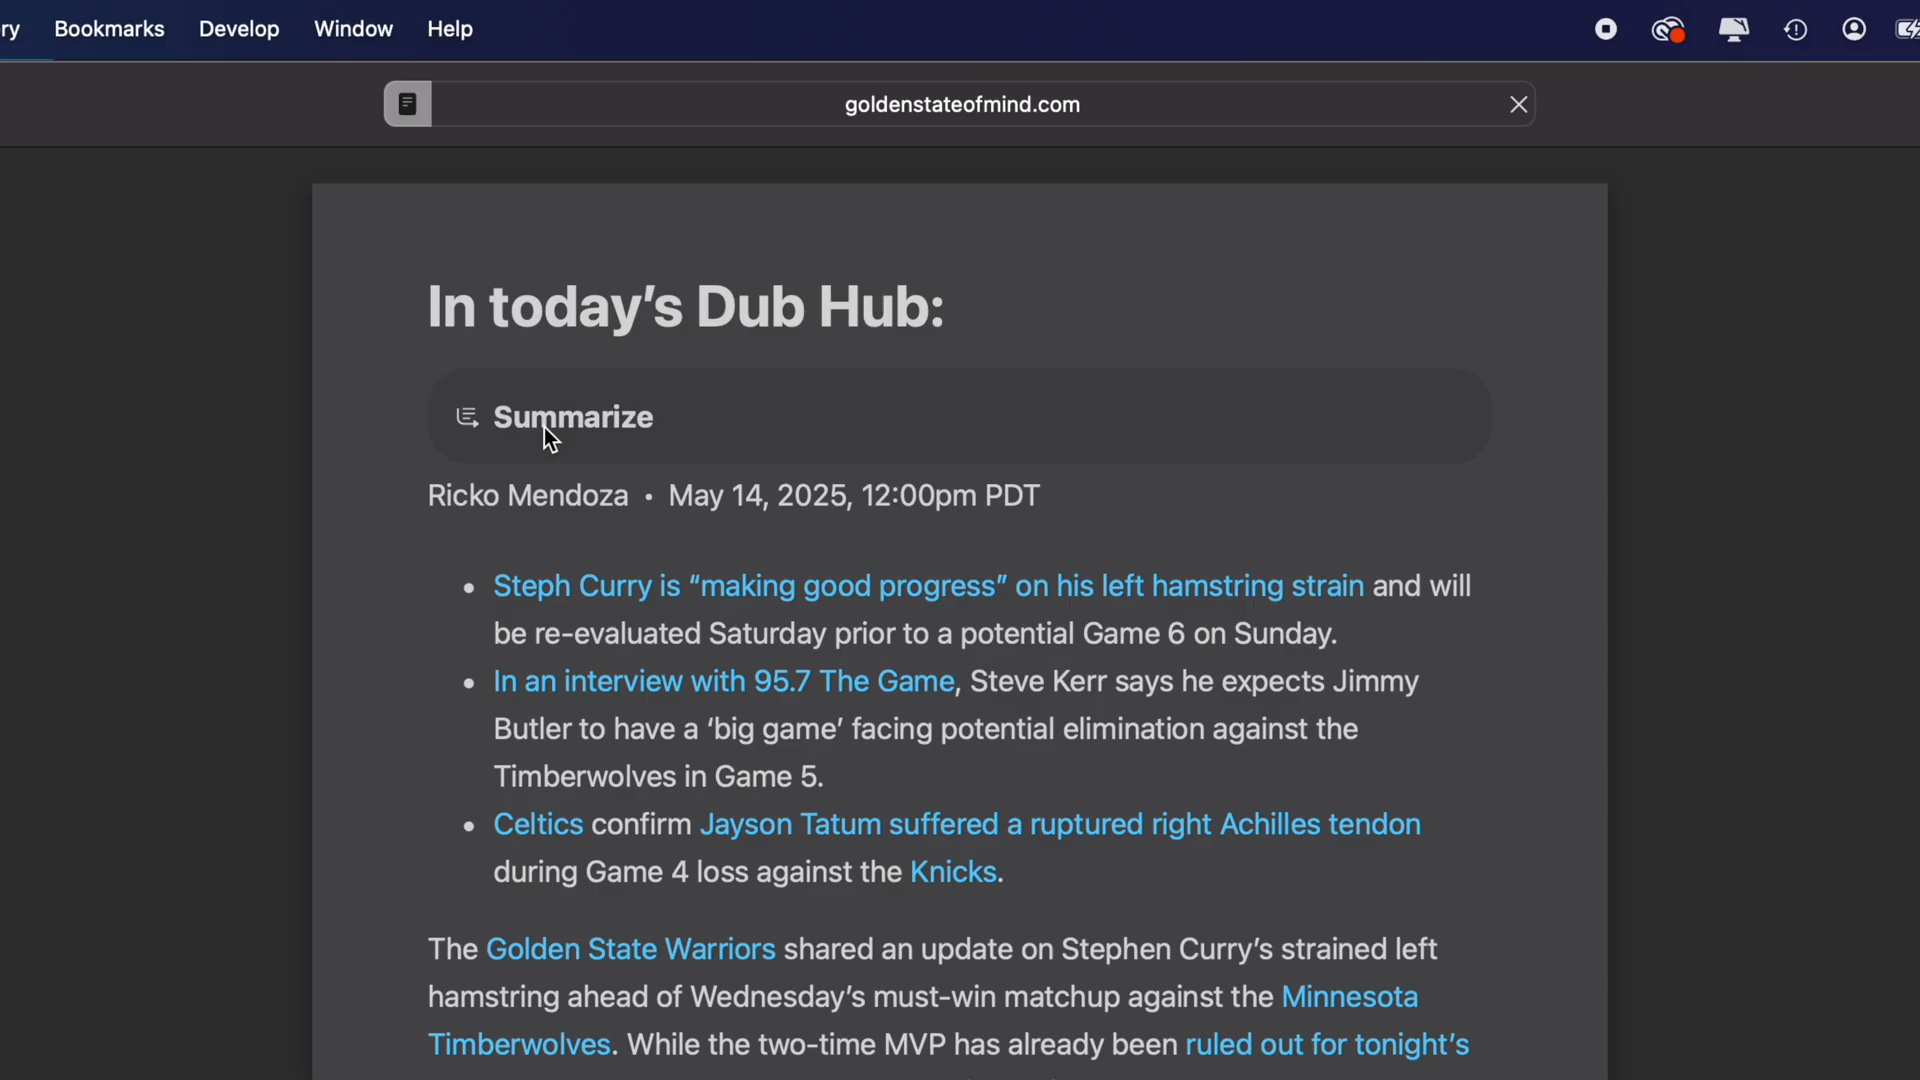 Bookmarks Develop Window Help
goldenstateofmind.com
In today’s Dub Hub:
Summarize
Ricko Mendoza • May 14, 2025, 12:00pm PDT
• Steph Curry is “making good progress” on his left hamstring strain and will
be re-evaluated Saturday prior to a potential Game 6 on Sunday.
• In an interview with 95.7 The Game, Steve Kerr says he expects Jimmy
Butler to have a ‘big game’ facing potential elimination against the
Timberwolves in Game 5.
• Celtics confirm Jayson Tatum suffered a ruptured right Achilles tendon
during Game 4 loss against the Knicks.
The Golden State Warriors shared an update on Stephen Curry’s strained left
hamstring ahead of Wednesday’s must-win matchup against the Minnesota
Timberwolves. While the two-time MVP has already been ruled out for tonight’s